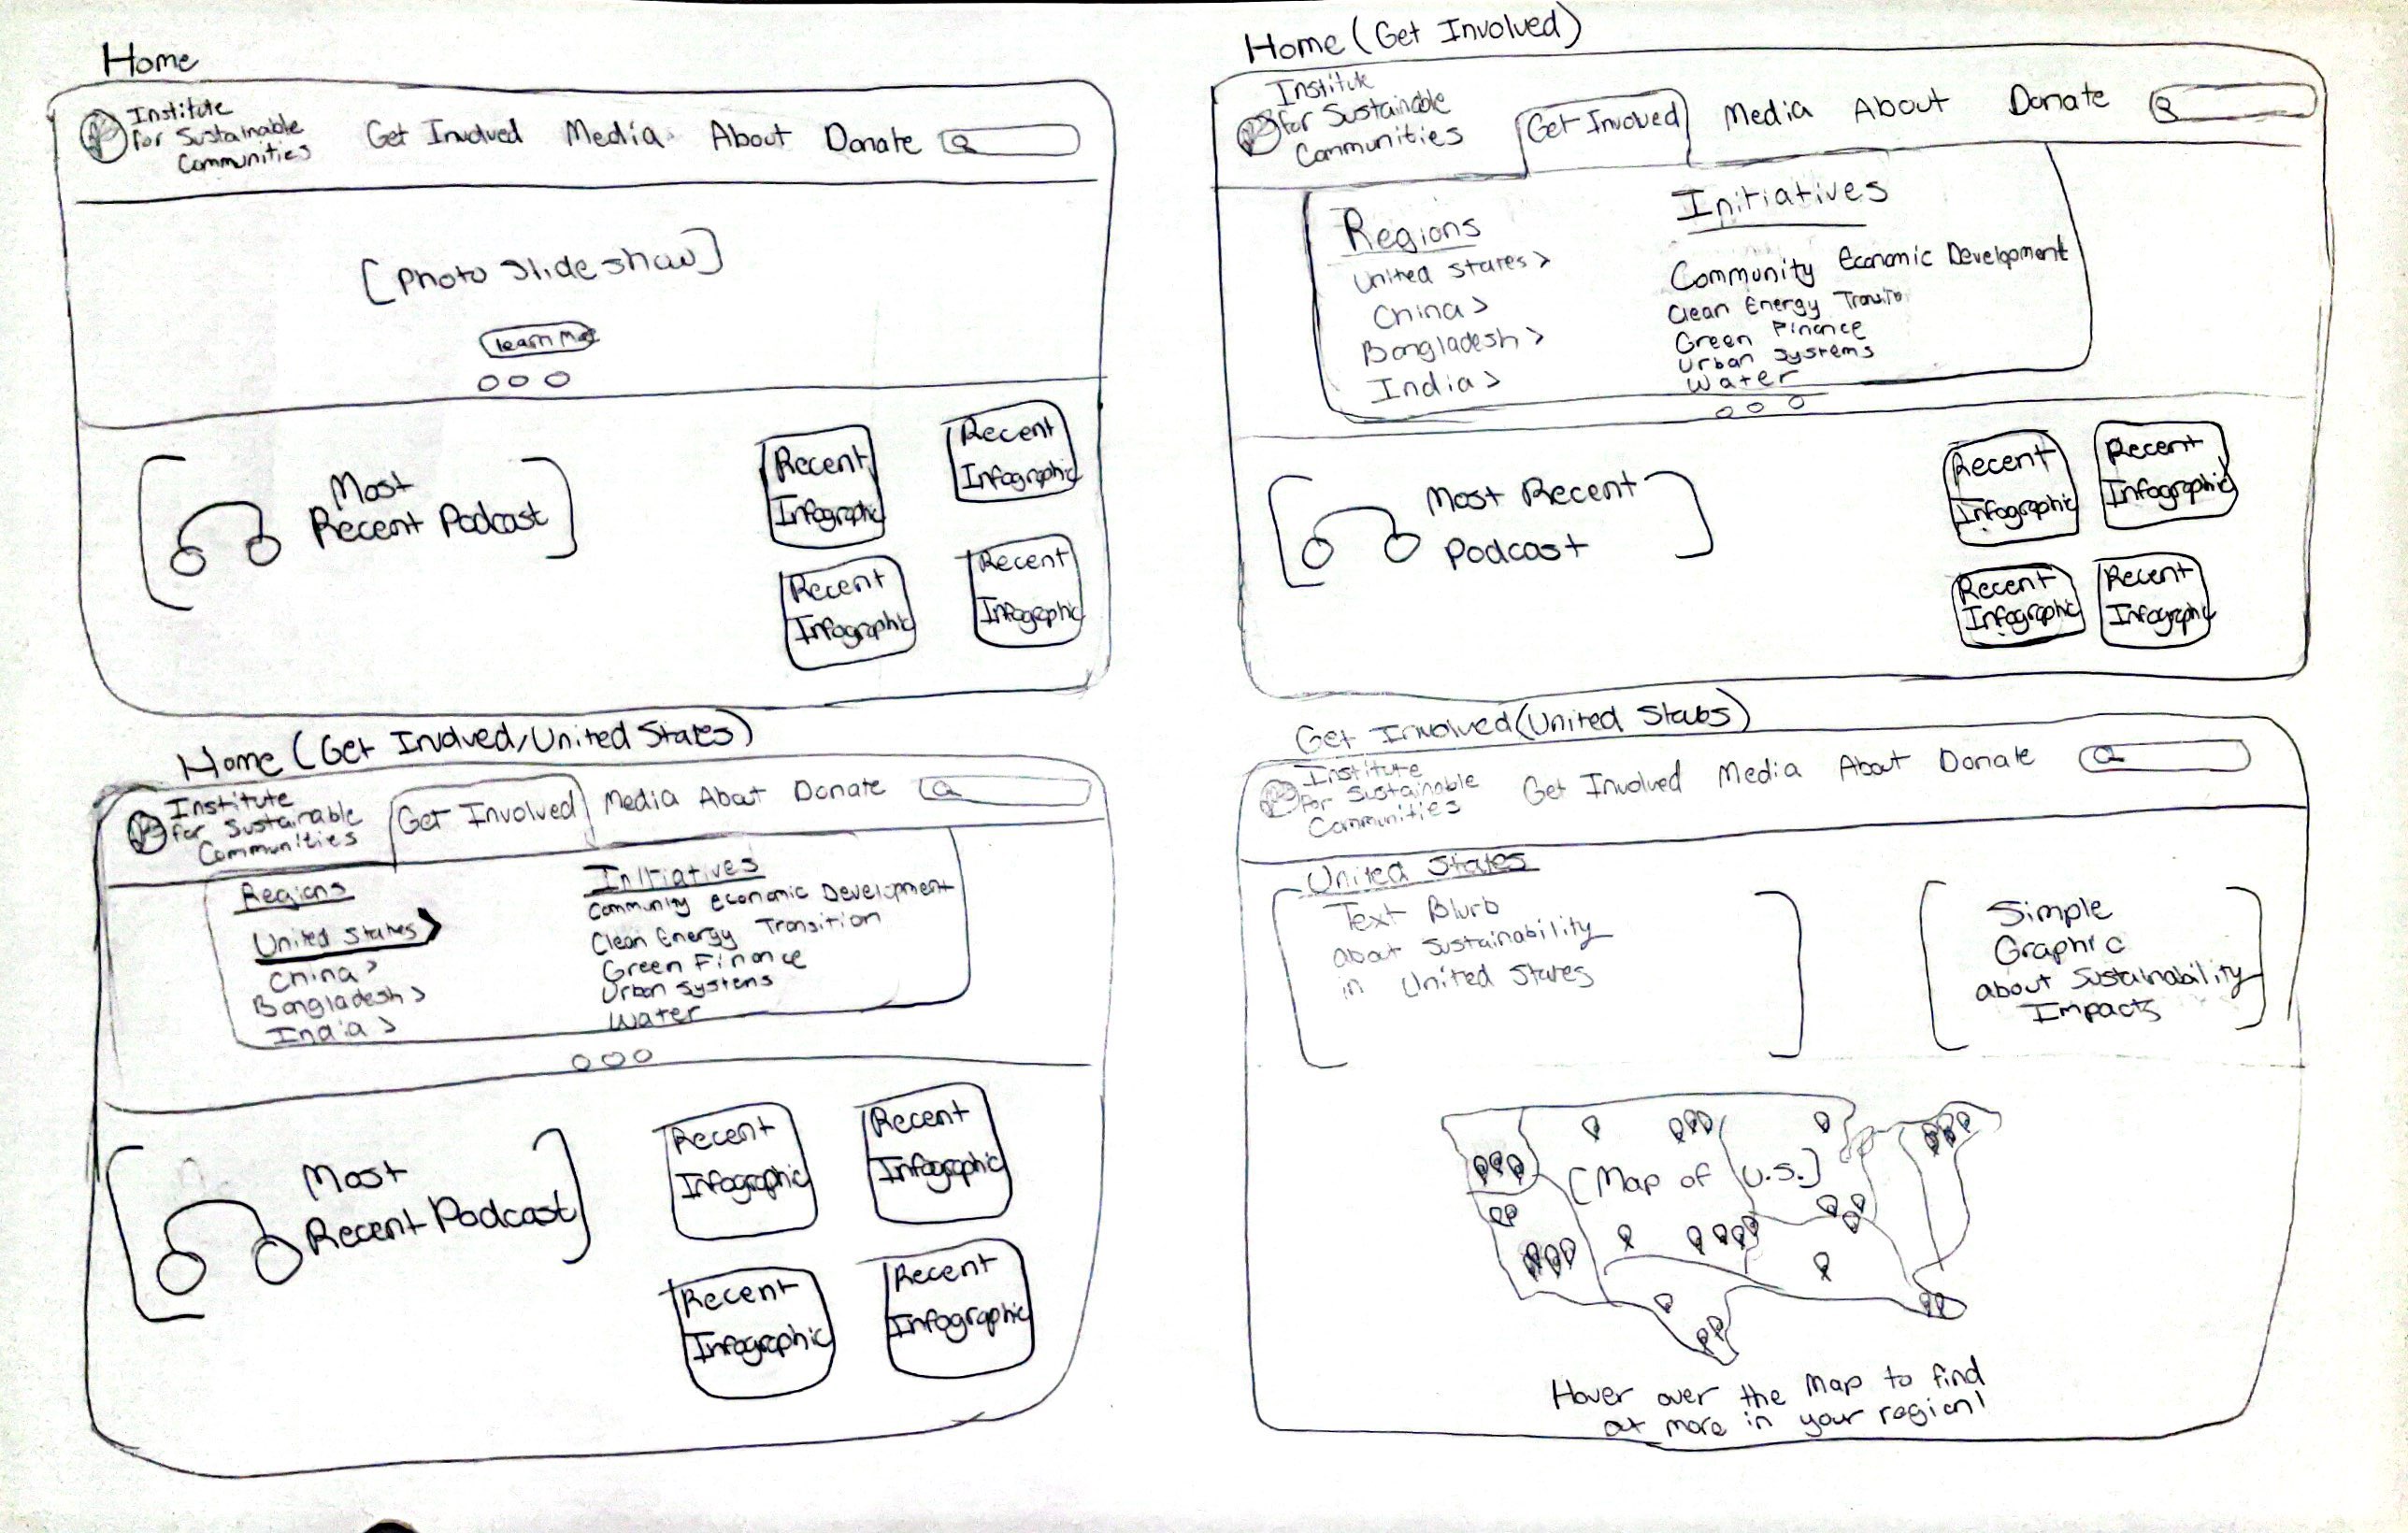 Home
Institute
for Sustainable
Communities
Get Involved Media About Donate
[Photo Slide show]
Learn
Most
Recent Podcast
Recent
Infographic
Recent
Infographic
Recent
Infographic
Recent
Infographic
Home (Get Involved)
Institute
for Sustainable
Communities
Get Involved Media About Donate
Regions
United States >
China >
Bangladesh >
India >
Initiatives
Community Economic Development
Clean Energy
Green Finance
Urban Systems
Water
Most Recent
Podcast
Recent
Infographic
Recent
Infographic
Recent
Infographic
Recent
Infographic
Home (Get Involved/United States)
Institute
for Sustainable
Communities
Get Involved Media About Donate
Regions
United States >
China >
Bangladesh >
India >
Initiatives
Community Economic Development
Clean Energy Transition
Green Finance
Urban Systems
Water
Most
Recent Podcast
Recent
Infographic
Recent
Infographic
Recent
Infographic
Recent
Infographic
Get Involved (United States)
Institute
for Sustainable
Communities
Get Involved Media About Donate
United States
Text Blurb
about Sustainability
in United States
Simple
Graphic
about Sustainability
Impacts
[Map of U.S.]
Hover over the map to find
out more in your region!